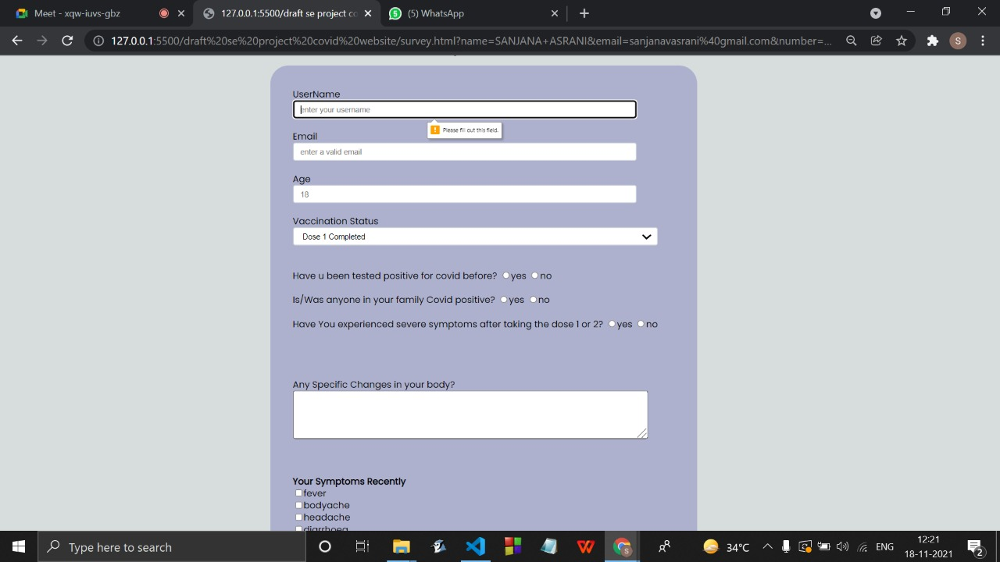 Meet - xqw-iuvs-gbz
127.0.0.1:5500/draft se project co
(5) WhatsApp
127.0.0.1:5500/draft%20se%20project%20covid%20website/survey.html?name=SANJANA+ASRANI&email=sanjanavasrani%40gmail.com&number=...
S
UserName
enter your username
Please fill out this field.
Email
enter a valid email
Age
18
Vaccination Status
Dose 1 Completed
Have u been tested positive for covid before? yes no
Is/Was anyone in your family Covid positive? yes no
Have You experienced severe symptoms after taking the dose 1 or 2? yes no
Any Specific Changes in your body?
Your Symptoms Recently
fever
bodyache
headache
diarrhoea
Type here to search
34°C
ENG
12:21
18-11-2021
2